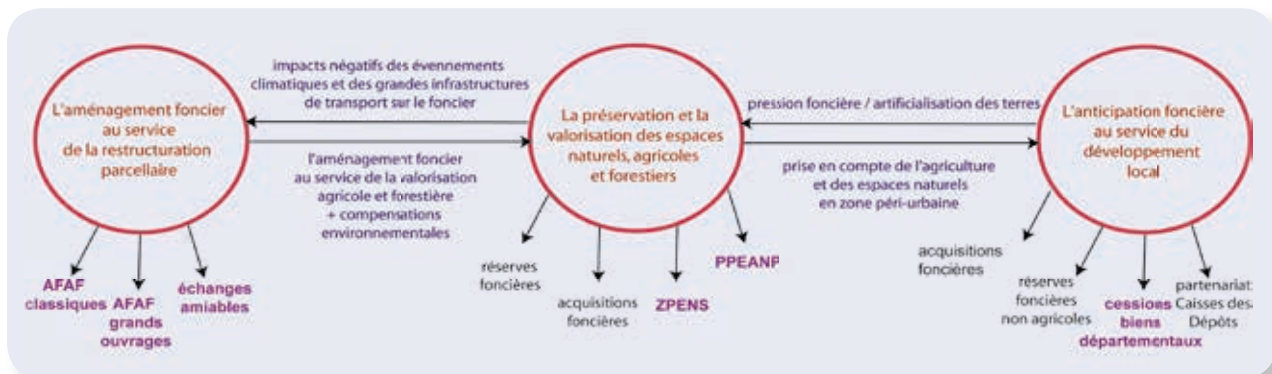 L'aménagement foncier
au service
de la restructuration
parcellaire
impacts négatifs des évennements
climatiques et des grandes infrastructures
de transport sur le foncier
l'aménagement foncier
au service de la valorisation
agricole et forestière
+ compensations
environnementales
La préservation et la
valorisation des espaces
naturels, agricoles
et forestiers
pression foncière / artificialisation des terres
prise en compte de l'agriculture
et des espaces naturels
en zone péri-urbaine
L'anticipation foncière
au service du
développement
local
AFAF
classiques
AFAF
grands
ouvrages
échanges
amiables
réserves
foncières
acquisitions
foncières
ZPENS
PPEANP
acquisitions
foncières
réserves
foncières
non agricoles
cessions
biens
départementaux
partenariat
Caisses des
Dépôts